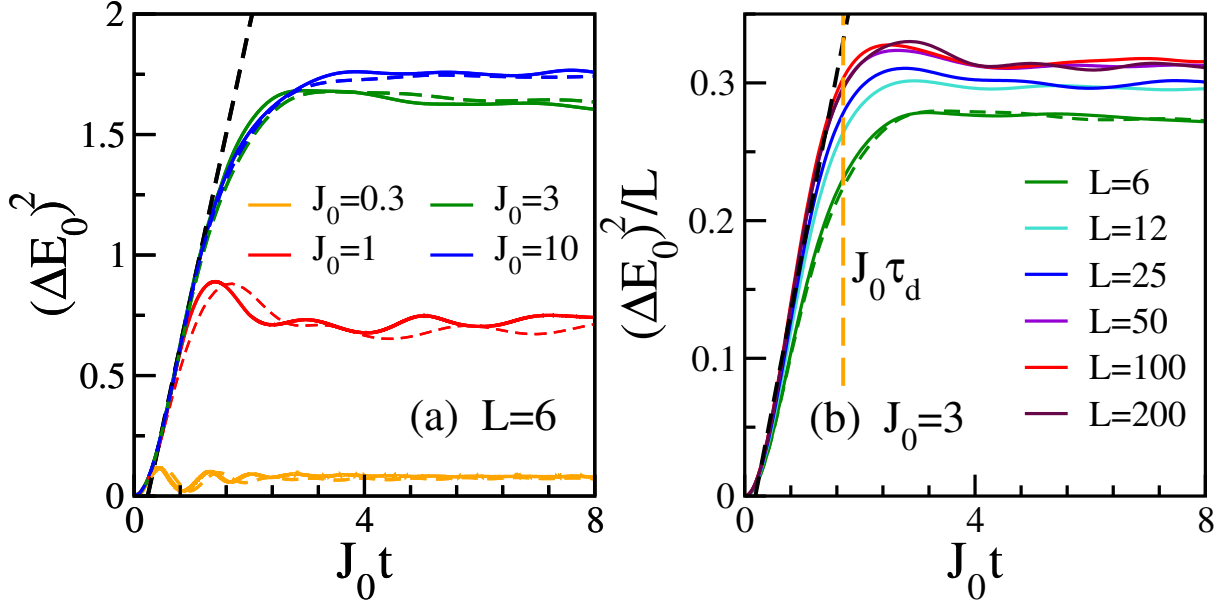 2
1.5
1
0.5
0
(ΔE₀)²
J₀=0.3
J₀=3
J₀=1
J₀=10
(a) L=6
0 4 8
J₀t
0.3
0.2
0.1
0
(ΔE₀)²/L
J₀τ_d
L=6
L=12
L=25
L=50
L=100
L=200
(b) J₀=3
0 4 8
J₀t